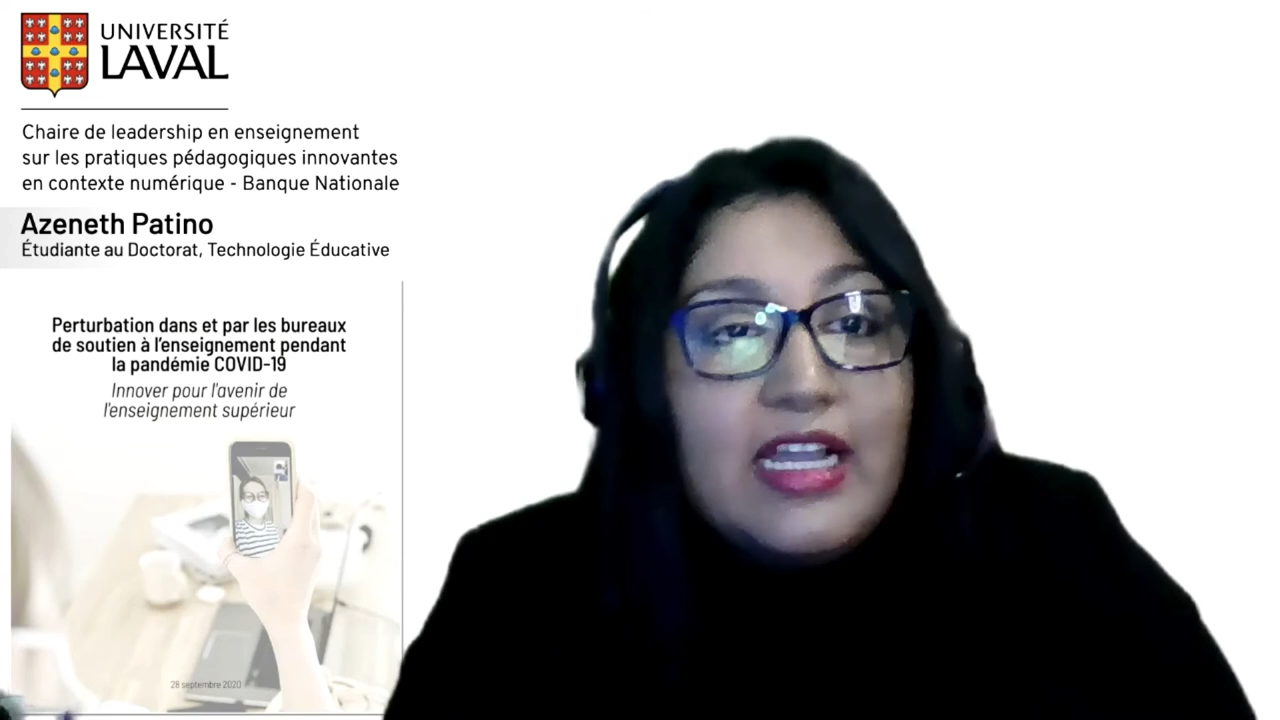 UNIVERSITÉ
LAVAL
Chaire de leadership en enseignement
sur les pratiques pédagogiques innovantes
en contexte numérique - Banque Nationale
Azeneth Patino
Étudiante au Doctorat, Technologie Éducative
Perturbation dans et par les bureaux
de soutien à l'enseignement pendant
la pandémie COVID-19
Innover pour l'avenir de
l'enseignement supérieur
28 septembre 2020